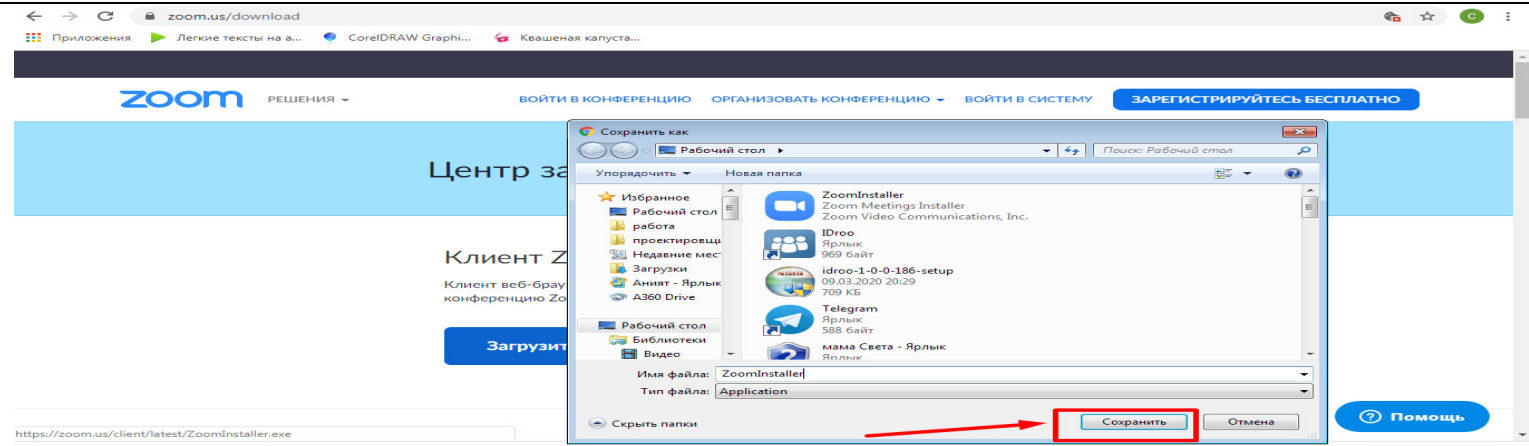 zoom.us/download
C
Приложения Легкие тексты на а... CorelDRAW Graphi... Квашеная капуста...
zoom РЕШЕНИЯ ВОЙТИ В КОНФЕРЕНЦИЮ ОРГАНИЗОВАТЬ КОНФЕРЕНЦИЮ ВОЙТИ В СИСТЕМУ ЗАРЕГИСТРИРУЙТЕСЬ БЕСПЛАТНО
Центр за
Клиент Z
Клиент веб-брау
конференцию Zo
Загрузит
Сохранить как
Рабочий стол Поиск: Рабочий стол
Упорядочить Новая папка
Избранное
Рабочий стол
работа
проектировщи
Недавние мес
Загрузки
Аният - Ярлык
A360 Drive
Рабочий стол
Библиотеки
Видео
ZoomInstaller
Zoom Meetings Installer
Zoom Video Communications, Inc.
IDroo
Ярлык
969 байт
idroo-1-0-0-186-setup
09.03.2020 20:29
709 КБ
Telegram
Ярлык
588 байт
мама Света - Ярлык
Ярлык
Имя файла: ZoomInstaller
Тип файла: Application
Скрыть папки Сохранить Отмена
Помощь
https://zoom.us/client/latest/ZoomInstaller.exe